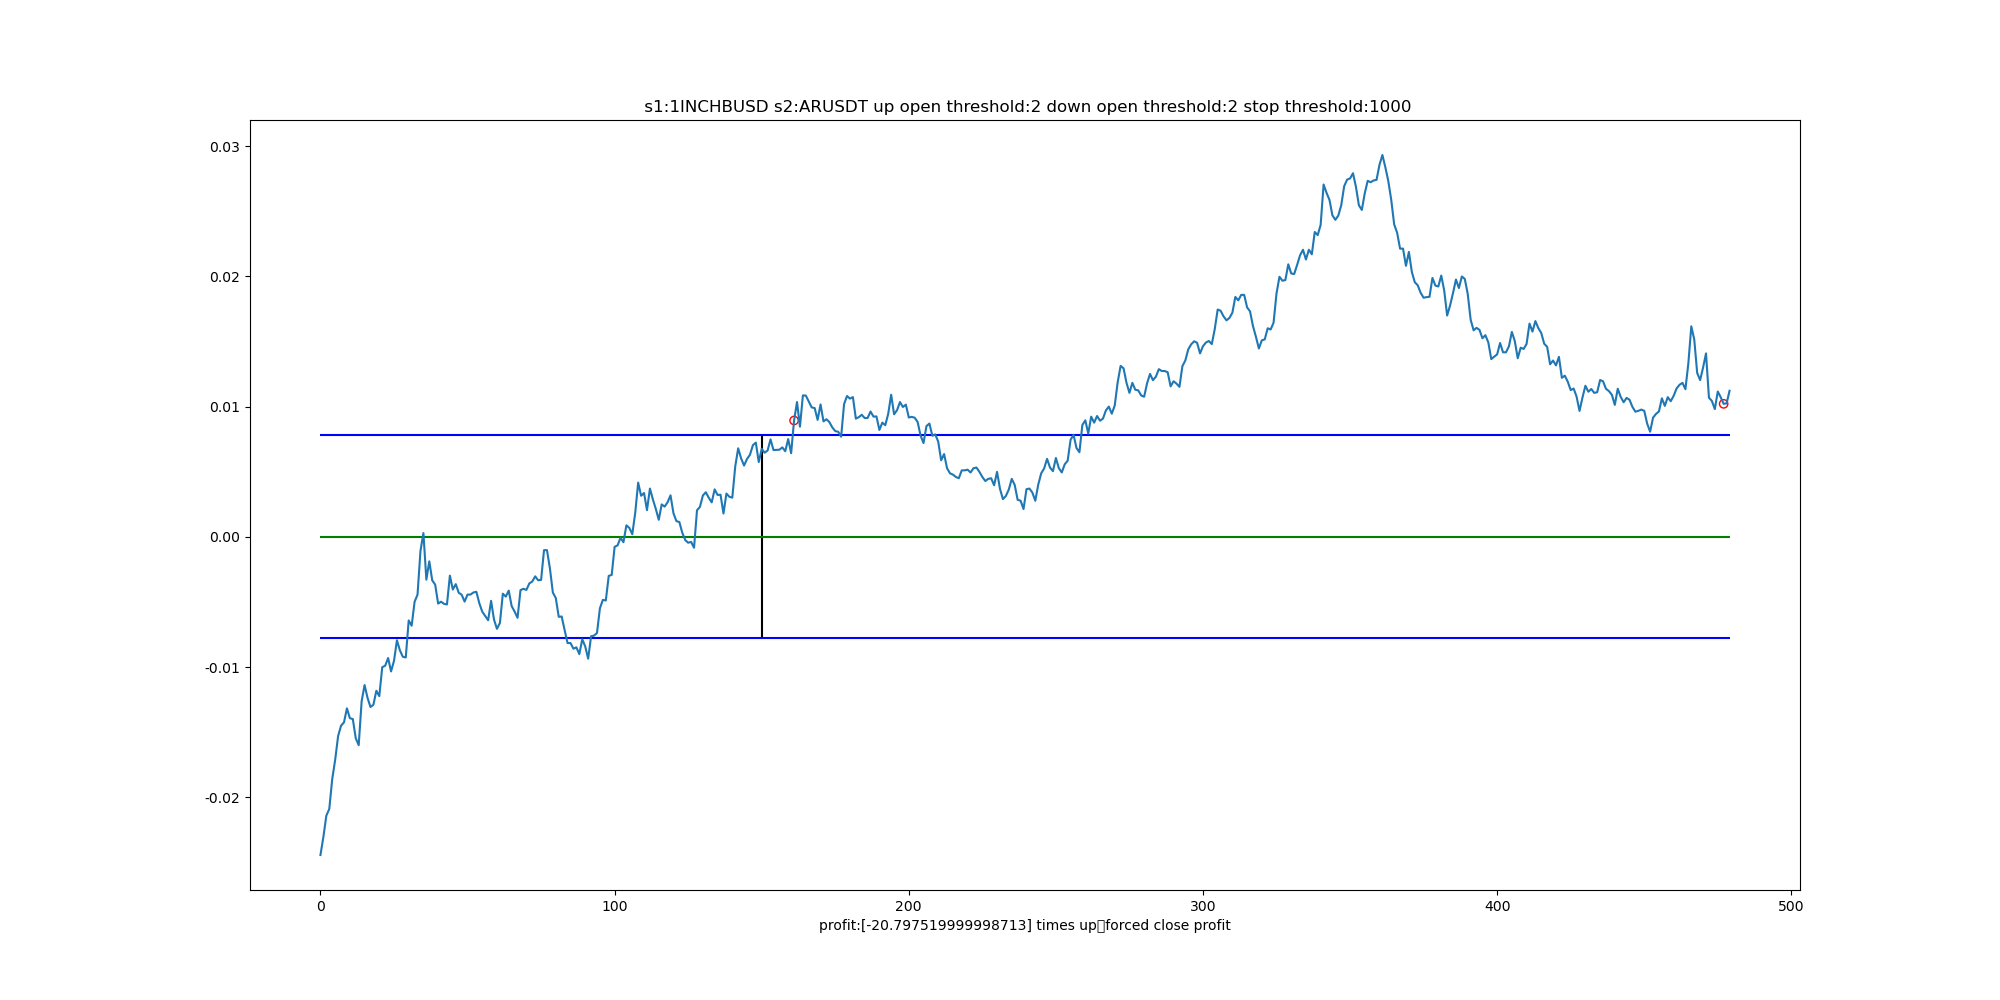 s1:1INCHBUSD s2:ARUSDT up open threshold:2 down open threshold:2 stop threshold:1000
0.03
0.02
0.01
0.00
-0.01
-0.02
0 100 200 300 400 500
profit:[-20.797519999998713] times up▯forced close profit